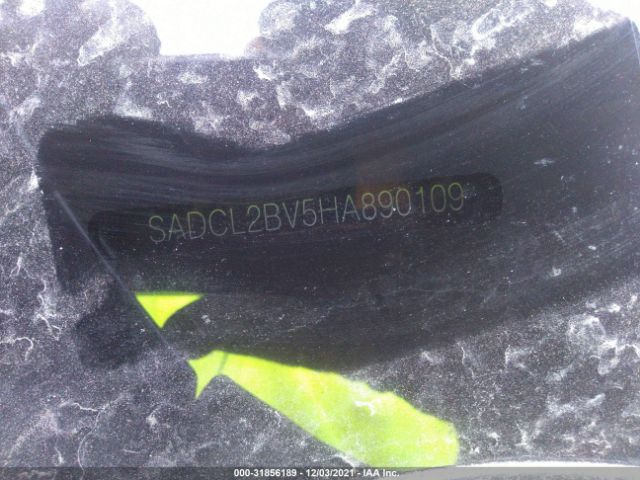 SADCL2BV5HA890109
000-31856189 - 12/03/2021 - IAA Inc.